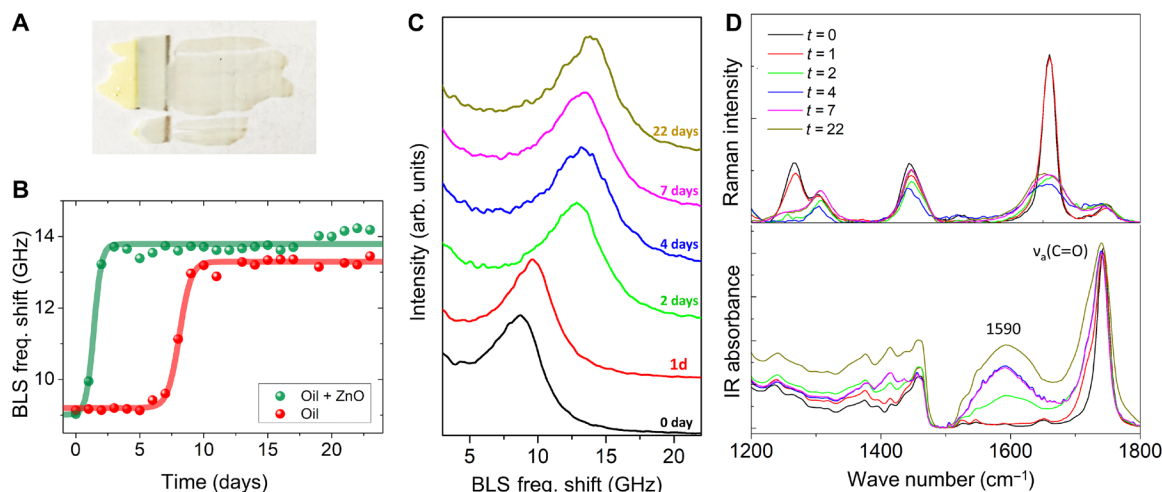 A
B
BLS freq. shift (GHz)
14
13
12
11
10
9
Oil + ZnO
Oil
0
5
10
15
20
Time (days)
C
Intensity (arb. units)
22 days
7 days
4 days
2 days
1d
0 day
5
10
15
20
BLS freq. shift (GHz)
D
Raman intensity
t = 0
t = 1
t = 2
t = 4
t = 7
t = 22
IR absorbance
νₐ(C=O)
1590
1200
1400
1600
1800
Wave number (cm⁻¹)